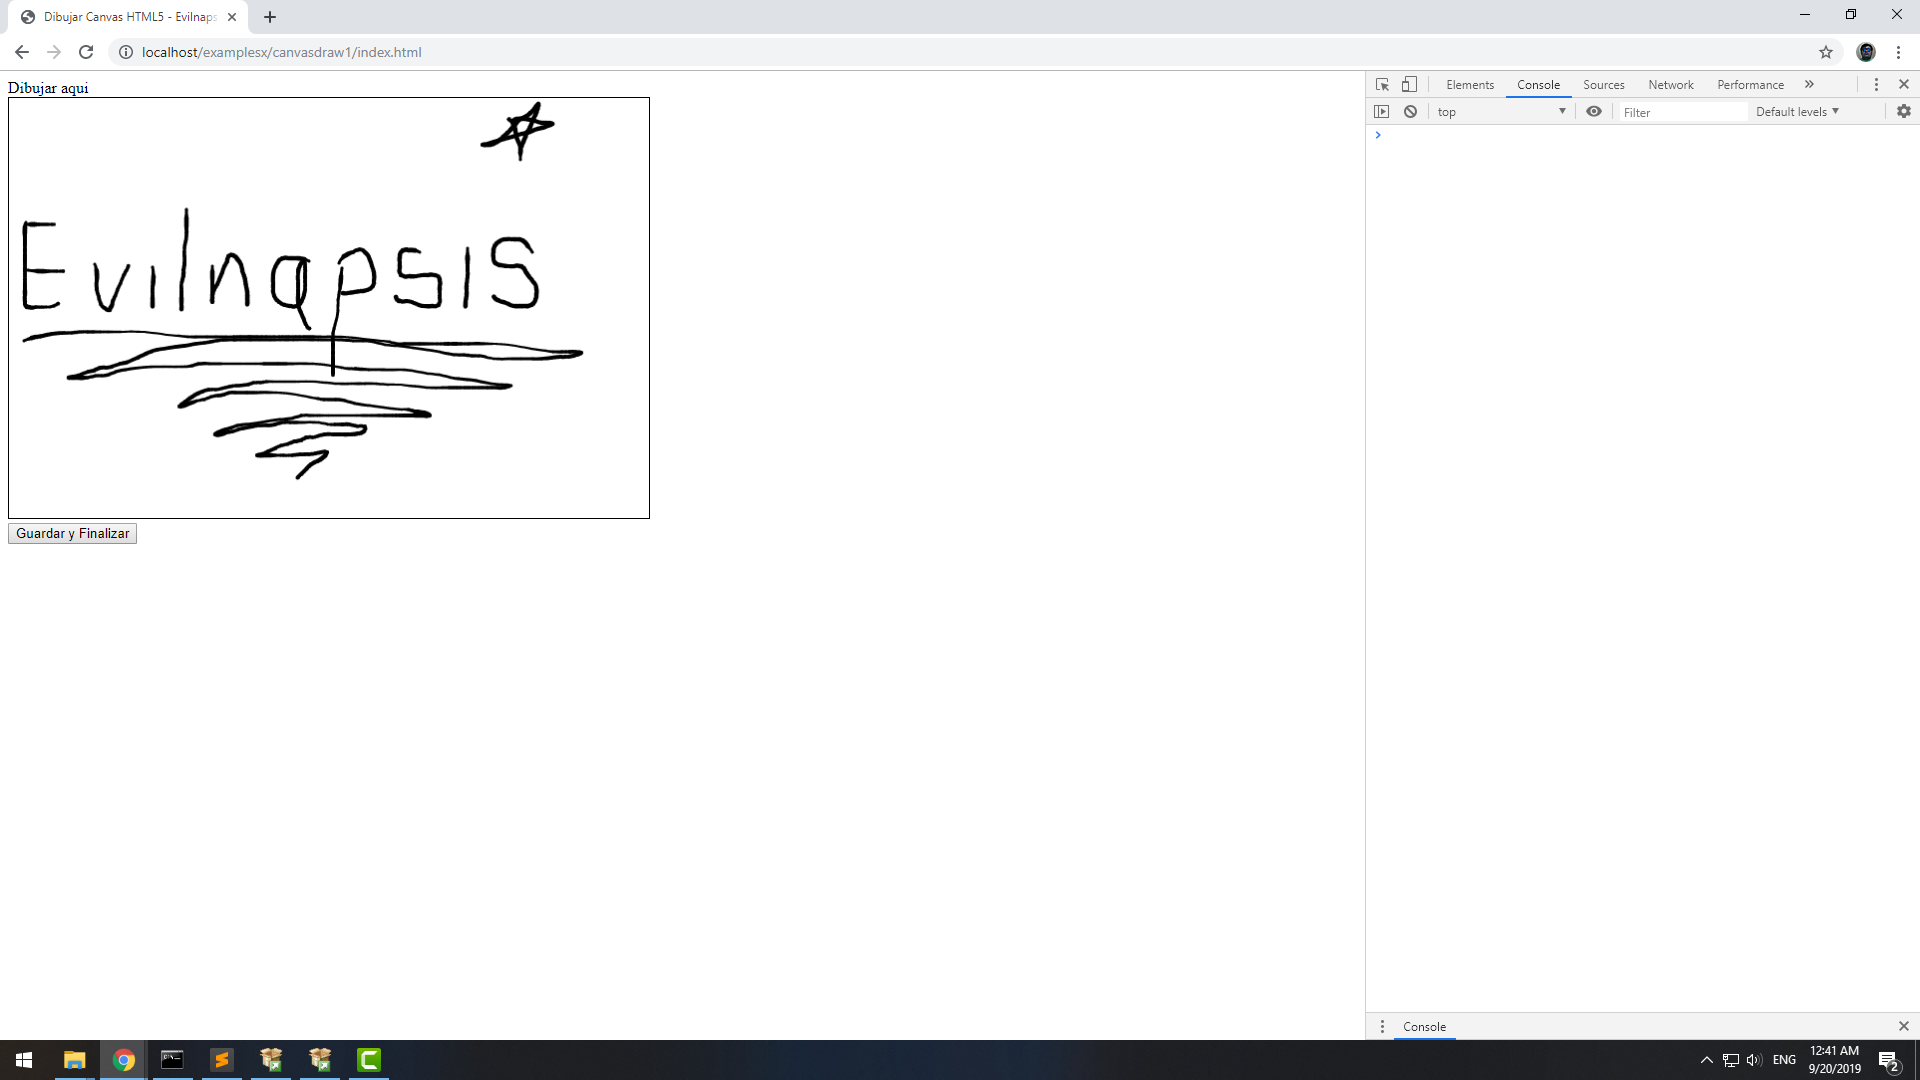 Dibujar Canvas HTML5 - Evilnaps
localhost/examplesx/canvasdraw1/index.html
Dibujar aqui
Evilnapsis
Guardar y Finalizar
Elements Console Sources Network Performance
top Filter Default levels
Console
ENG 12:41 AM
9/20/2019
2